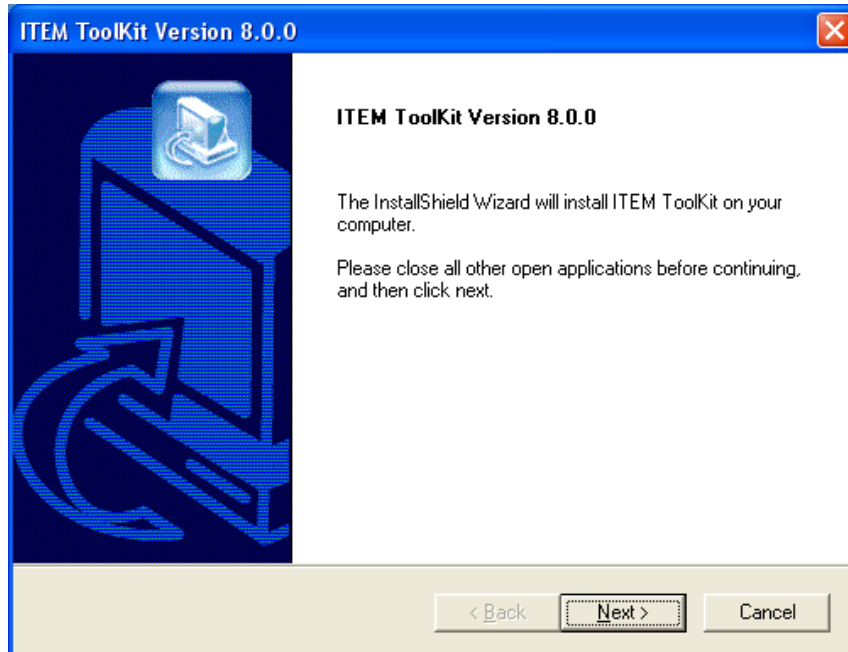 ITEM ToolKit Version 8.0.0
ITEM ToolKit Version 8.0.0
The InstallShield Wizard will install ITEM ToolKit on your
computer.
Please close all other open applications before continuing,
and then click next.
< Back Next > Cancel